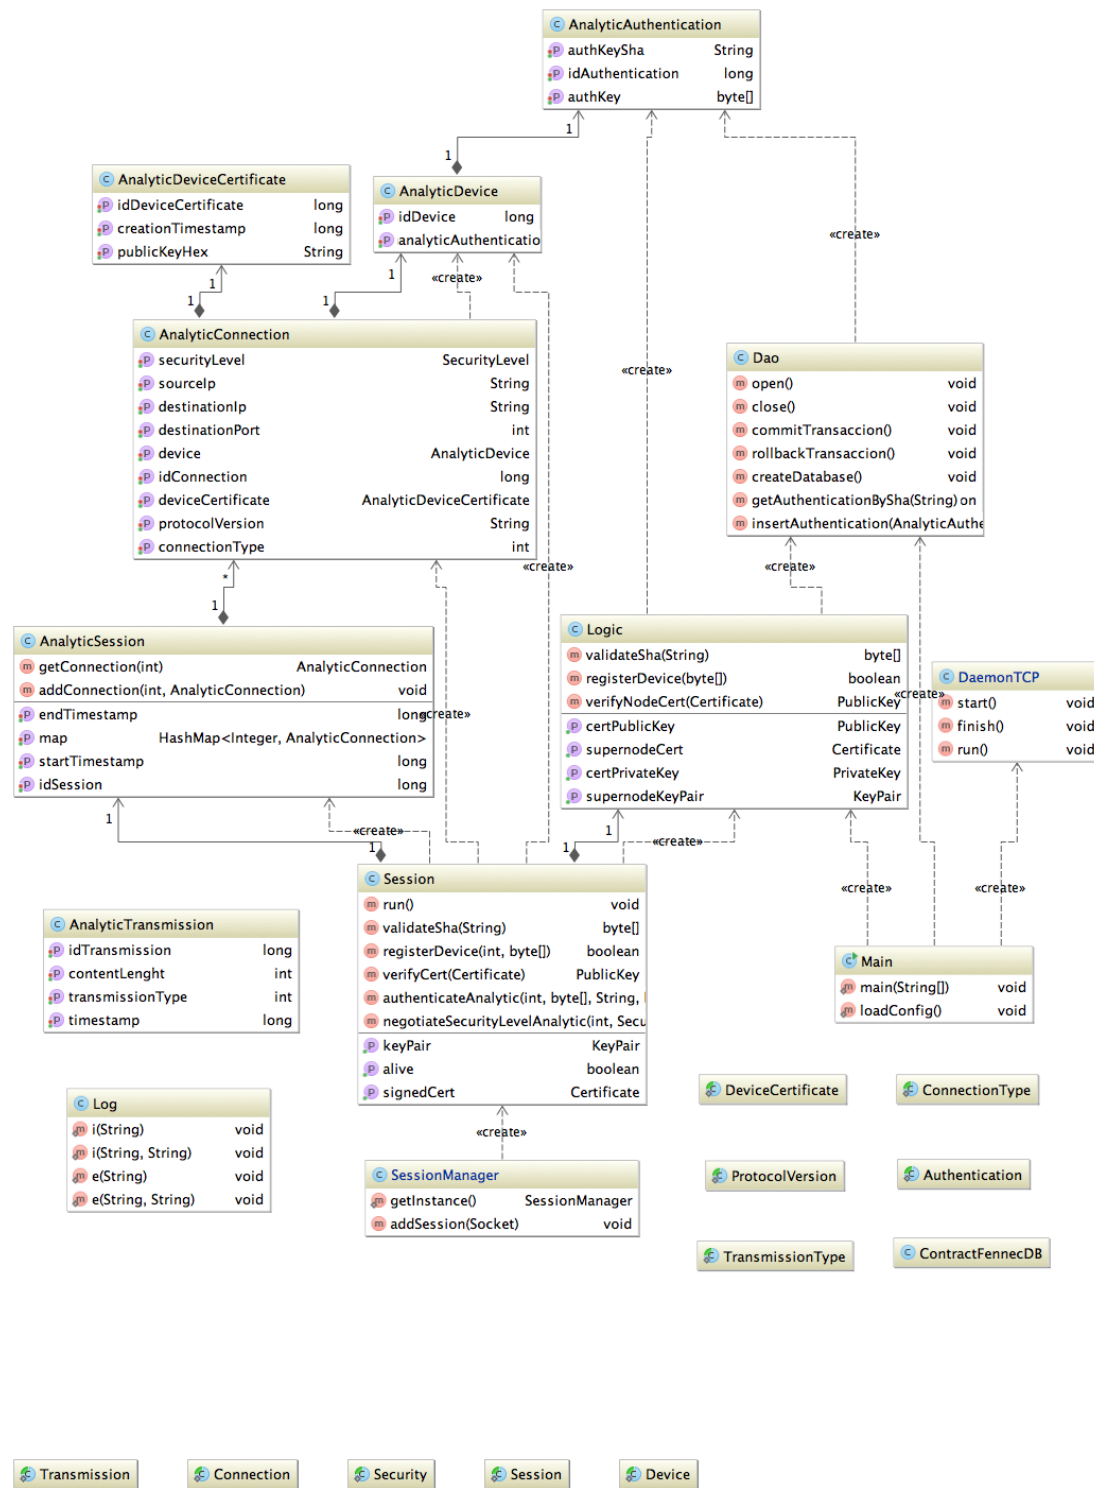 AnalyticAuthentication
authKeySha String
idAuthentication long
authKey byte[]
1
1
AnalyticDeviceCertificate
idDeviceCertificate long
creationTimestamp long
publicKeyHex String
AnalyticDevice
idDevice long
analyticAuthenticatio
«create»
1
1
1
1
«create»
AnalyticConnection
securityLevel SecurityLevel
sourceIp String
destinationIp String
destinationPort int
device AnalyticDevice
idConnection long
deviceCertificate AnalyticDeviceCertificate
protocolVersion String
connectionType int
«create»
Dao
open() void
close() void
commitTransaccion() void
rollbackTransaccion() void
createDatabase() void
getAuthenticationBySha(String) on
insertAuthentication(AnalyticAuthe
«create»
«create»
*
1
AnalyticSession
getConnection(int) AnalyticConnection
addConnection(int, AnalyticConnection) void
endTimestamp long
map HashMap<Integer, AnalyticConnection>
startTimestamp long
idSession long
«create»
Logic
validateSha(String) byte[]
registerDevice(byte[]) boolean
verifyNodeCert(Certificate) PublicKey
certPublicKey PublicKey
supernodeCert Certificate
certPrivateKey PrivateKey
supernodeKeyPair KeyPair
«create»
DaemonTCP
start() void
finish() void
run() void
1
«create»
1
1
1
«create»
Session
run() void
validateSha(String) byte[]
registerDevice(int, byte[]) boolean
verifyCert(Certificate) PublicKey
authenticateAnalytic(int, byte[], String,
negotiateSecurityLevelAnalytic(int, Secu
keyPair KeyPair
alive boolean
signedCert Certificate
«create»
«create»
AnalyticTransmission
idTransmission long
contentLenght int
transmissionType int
timestamp long
Main
main(String[]) void
loadConfig() void
Log
i(String) void
i(String, String) void
e(String) void
e(String, String) void
«create»
SessionManager
getInstance() SessionManager
addSession(Socket) void
DeviceCertificate
ConnectionType
ProtocolVersion
Authentication
TransmissionType
ContractFennecDB
Transmission
Connection
Security
Session
Device